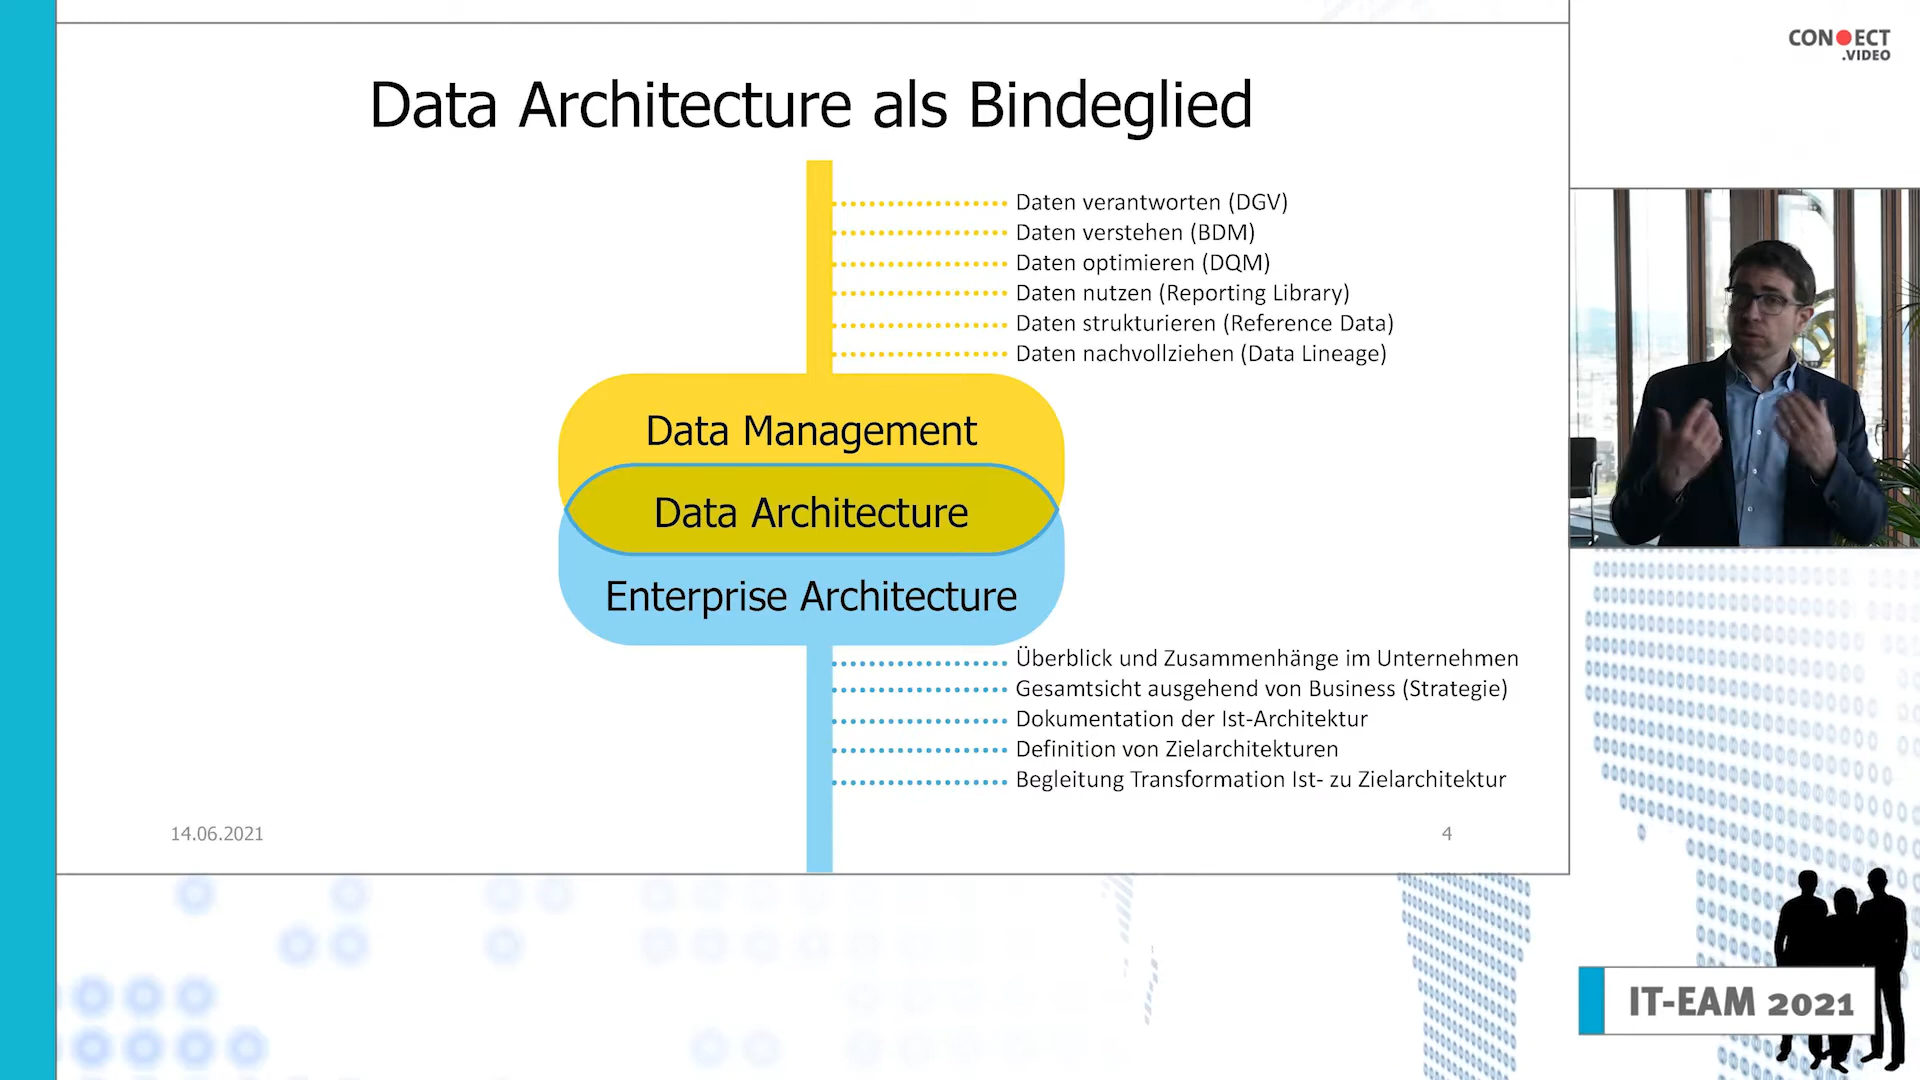 CONECT
.VIDEO
Data Architecture als Bindeglied
Daten verantworten (DGV)
Daten verstehen (BDM)
Daten optimieren (DQM)
Daten nutzen (Reporting Library)
Daten strukturieren (Reference Data)
Daten nachvollziehen (Data Lineage)
Data Management
Data Architecture
Enterprise Architecture
Überblick und Zusammenhänge im Unternehmen
Gesamtsicht ausgehend von Business (Strategie)
Dokumentation der Ist-Architektur
Definition von Zielarchitekturen
Begleitung Transformation Ist- zu Zielarchitektur
14.06.2021
4
IT-EAM 2021